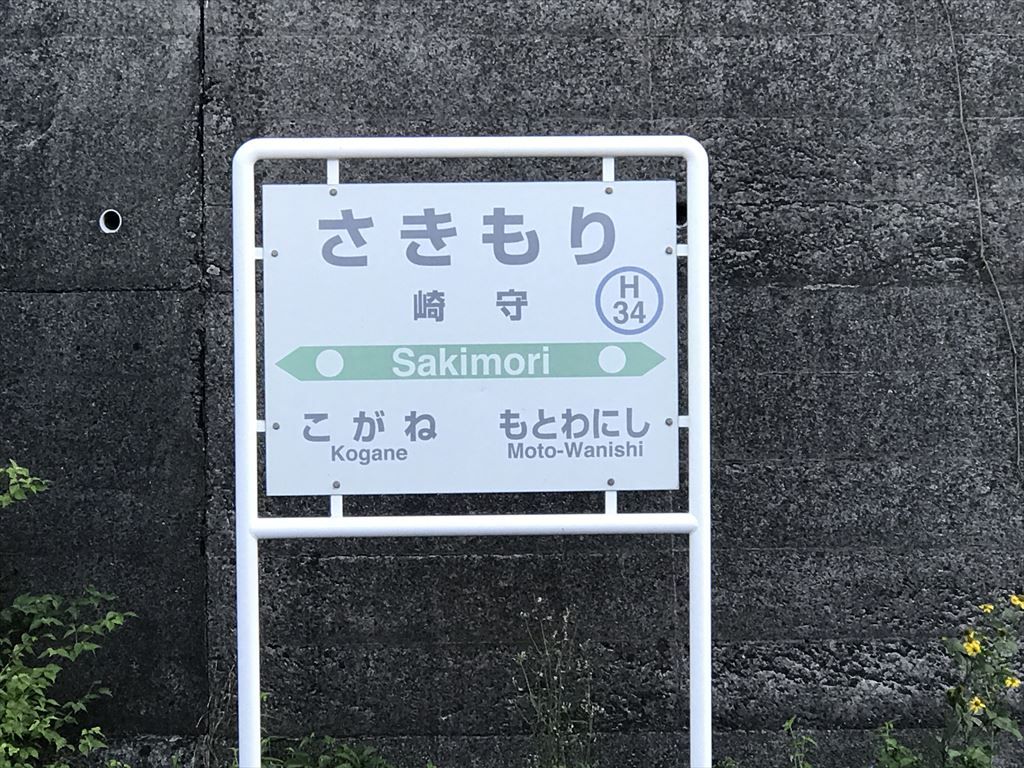 さきもり
崎守
H
34
Sakimori
こがね もとわにし
Kogane Moto-Wanishi